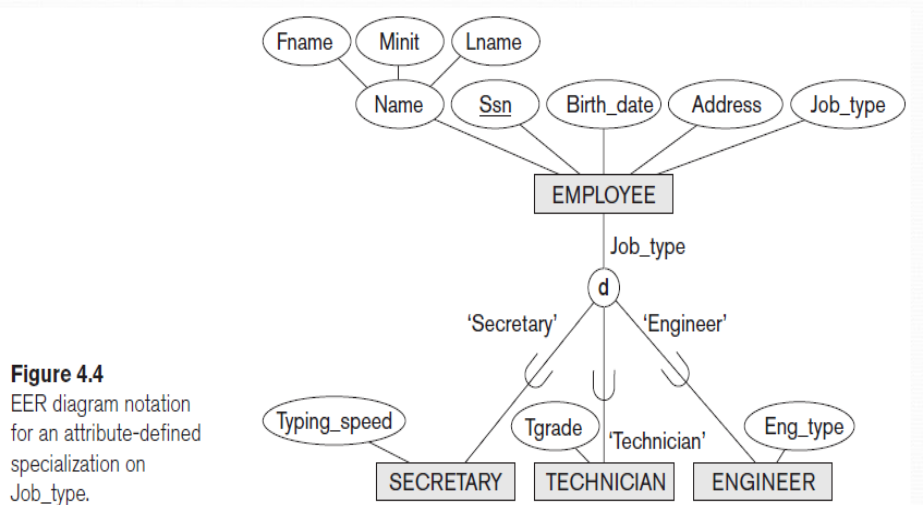 Fname Minit Lname
Name Ssn Birth_date Address Job_type
EMPLOYEE
Job_type
d
‘Secretary’ ‘Engineer’
Figure 4.4
EER diagram notation
for an attribute-defined
specialization on
Job_type.
Typing_speed Tgrade ‘Technician’ Eng_type
SECRETARY TECHNICIAN ENGINEER